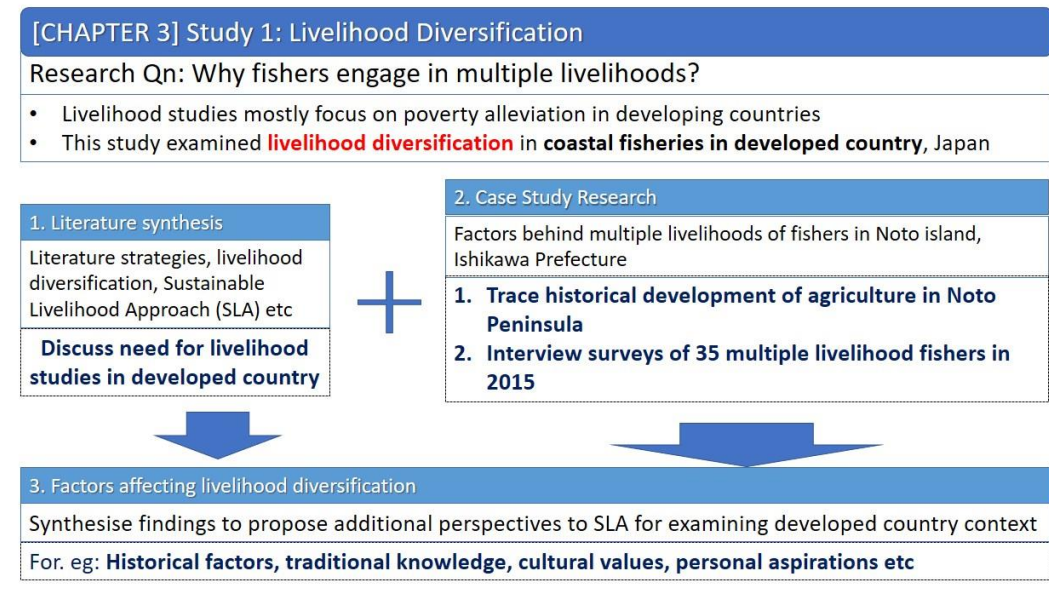 [CHAPTER 3] Study 1: Livelihood Diversification
Research Qn: Why fishers engage in multiple livelihoods?
• Livelihood studies mostly focus on poverty alleviation in developing countries
• This study examined livelihood diversification in coastal fisheries in developed country, Japan
1. Literature synthesis
Literature strategies, livelihood
diversification, Sustainable
Livelihood Approach (SLA) etc
Discuss need for livelihood
studies in developed country
2. Case Study Research
Factors behind multiple livelihoods of fishers in Noto island,
Ishikawa Prefecture
1. Trace historical development of agriculture in Noto
Peninsula
2. Interview surveys of 35 multiple livelihood fishers in
2015
3. Factors affecting livelihood diversification
Synthesise findings to propose additional perspectives to SLA for examining developed country context
For. eg: Historical factors, traditional knowledge, cultural values, personal aspirations etc